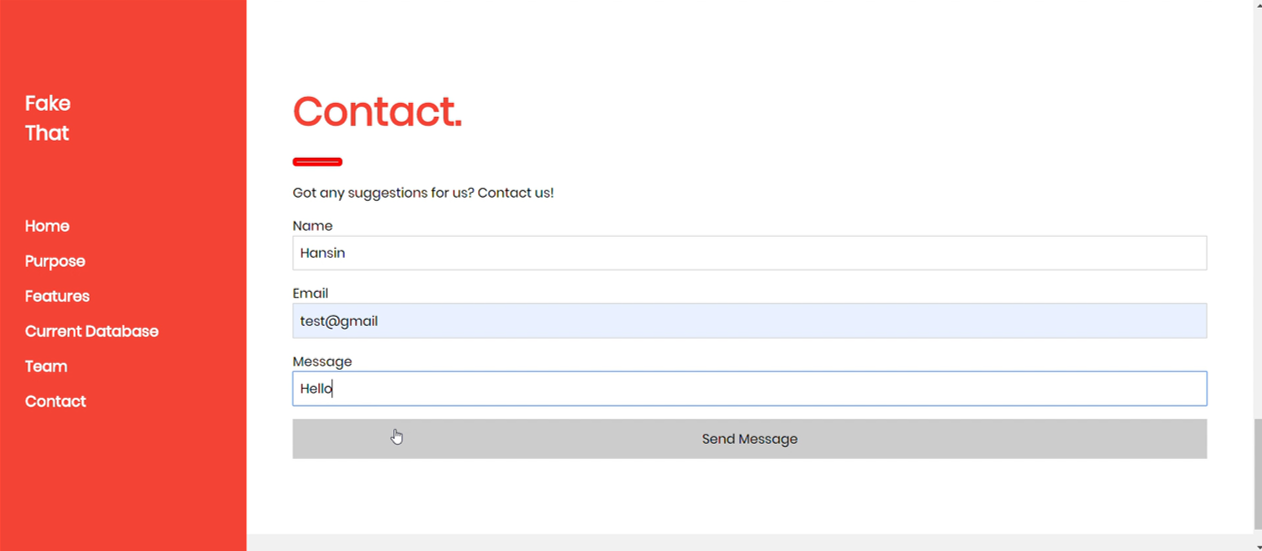 Fake
That
Home
Purpose
Features
Current Database
Team
Contact
Contact.
Got any suggestions for us? Contact us!
Name
Hansin
Email
test@gmail
Message
Hello
Send Message